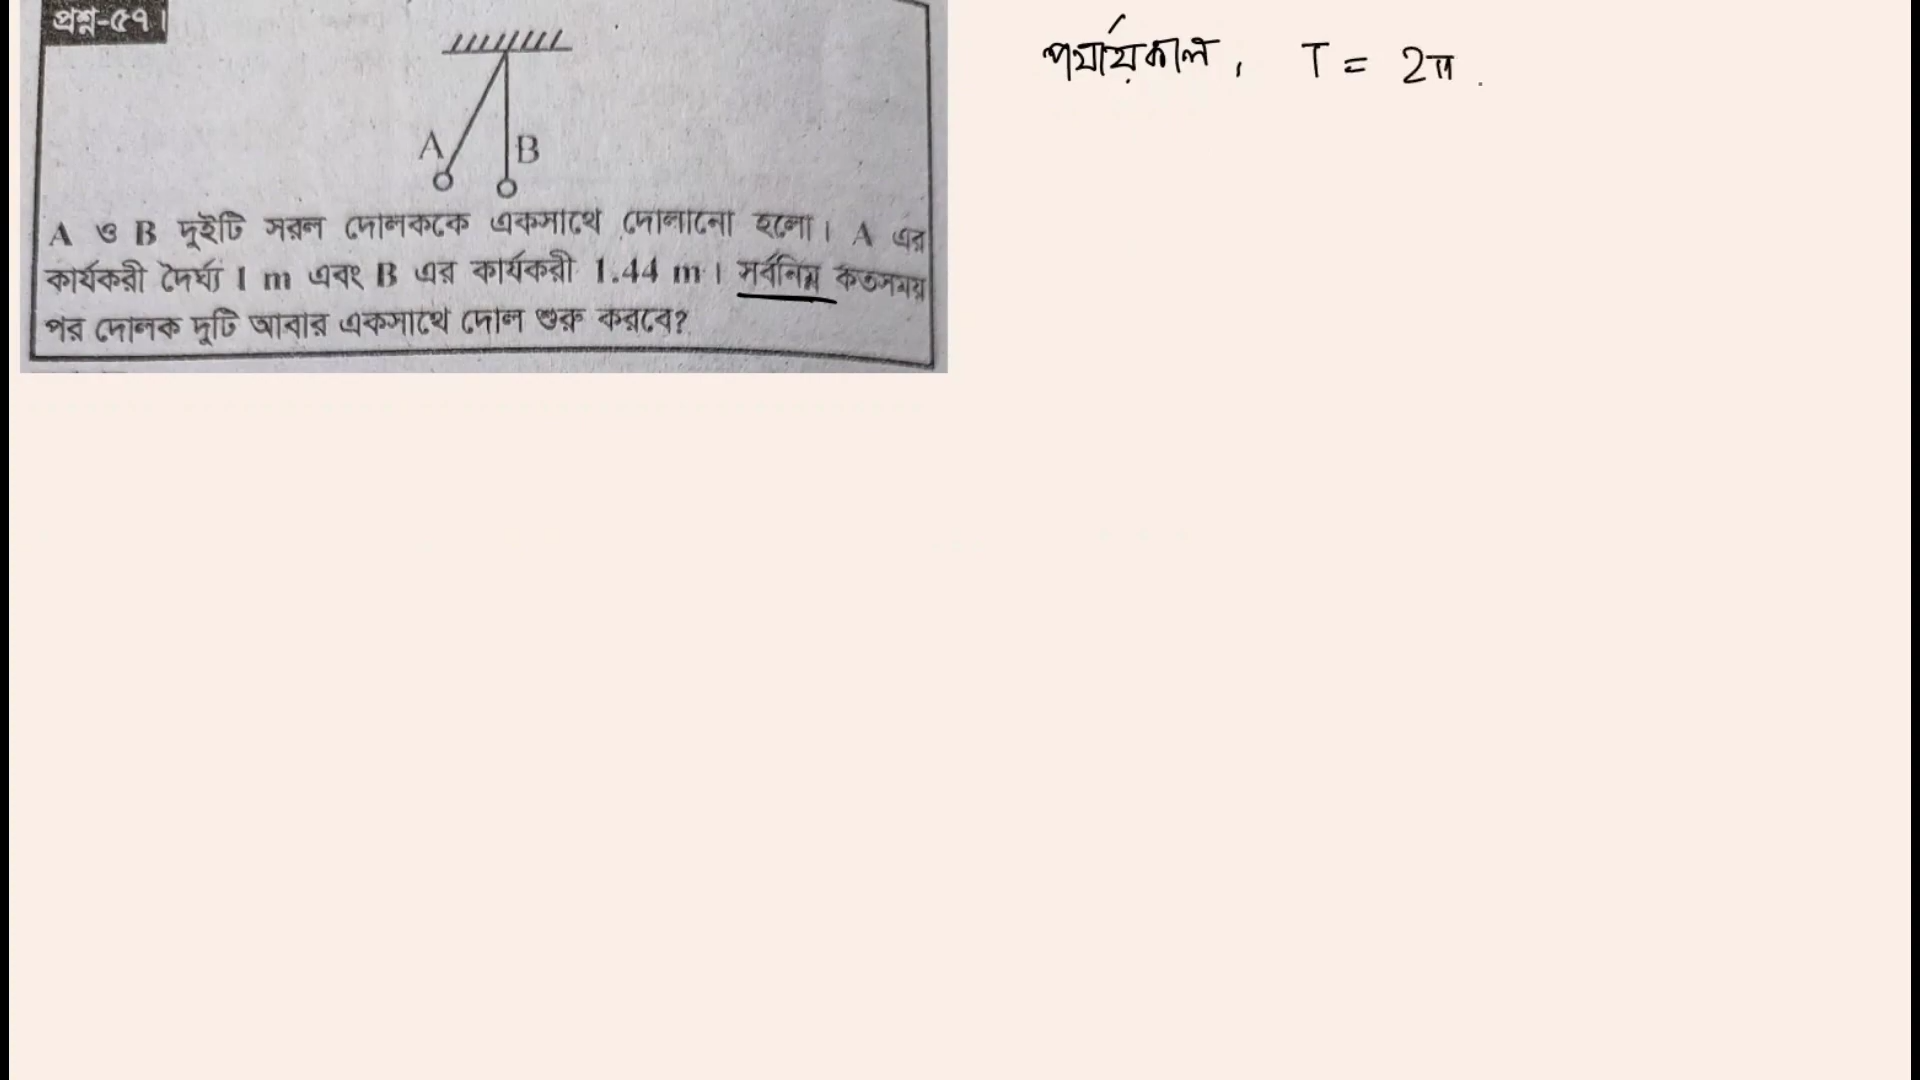 প্রশ্ন-৫৭।
A
B
A ও B দুইটি সরল দোলককে একসাথে দোলানো হলো। A এর
কার্যকরী দৈর্ঘ্য 1 m এবং B এর কার্যকরী 1.44 m। সর্বনিম্ন কতসময়
পর দোলক দুটি আবার একসাথে দোল শুরু করবে?
পর্যায়কাল, T = 2π